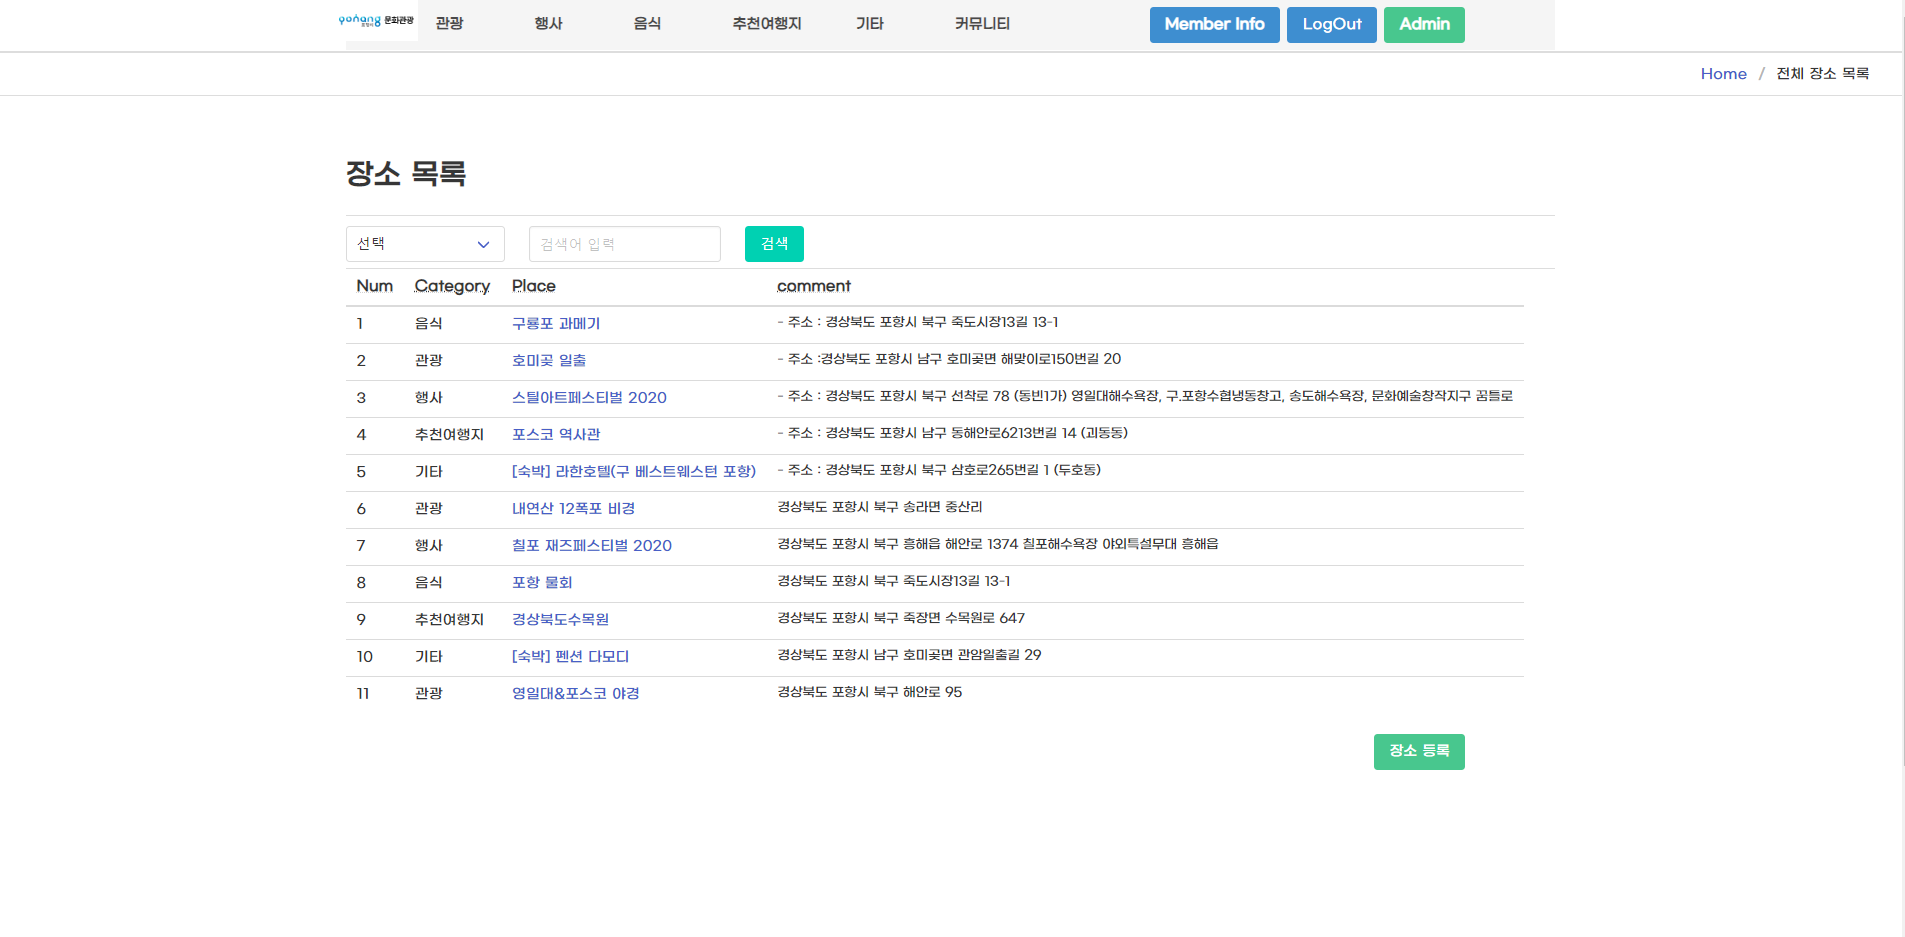 pohang 포항시 문화관광 관광 행사 음식 추천여행지 기타 커뮤니티 Member Info LogOut Admin
Home / 전체 장소 목록
장소 목록
선택 검색어 입력 검색
Num Category Place comment
1 음식 구룡포 과메기 - 주소 : 경상북도 포항시 북구 죽도시장13길 13-1
2 관광 호미곶 일출 - 주소 :경상북도 포항시 남구 호미곶면 해맞이로150번길 20
3 행사 스틸아트페스티벌 2020 - 주소 : 경상북도 포항시 북구 선착로 78 (동빈1가) 영일대해수욕장, 구.포항수협냉동창고, 송도해수욕장, 문화예술창작지구 꿈틀로
4 추천여행지 포스코 역사관 - 주소 : 경상북도 포항시 남구 동해안로6213번길 14 (괴동동)
5 기타 [숙박] 라한호텔(구 베스트웨스턴 포항) - 주소 : 경상북도 포항시 북구 삼호로265번길 1 (두호동)
6 관광 내연산 12폭포 비경 경상북도 포항시 북구 송라면 중산리
7 행사 칠포 재즈페스티벌 2020 경상북도 포항시 북구 흥해읍 해안로 1374 칠포해수욕장 야외특설무대 흥해읍
8 음식 포항 물회 경상북도 포항시 북구 죽도시장13길 13-1
9 추천여행지 경상북도수목원 경상북도 포항시 북구 죽장면 수목원로 647
10 기타 [숙박] 펜션 다모디 경상북도 포항시 남구 호미곶면 관암일출길 29
11 관광 영일대&포스코 야경 경상북도 포항시 북구 해안로 95
장소 등록